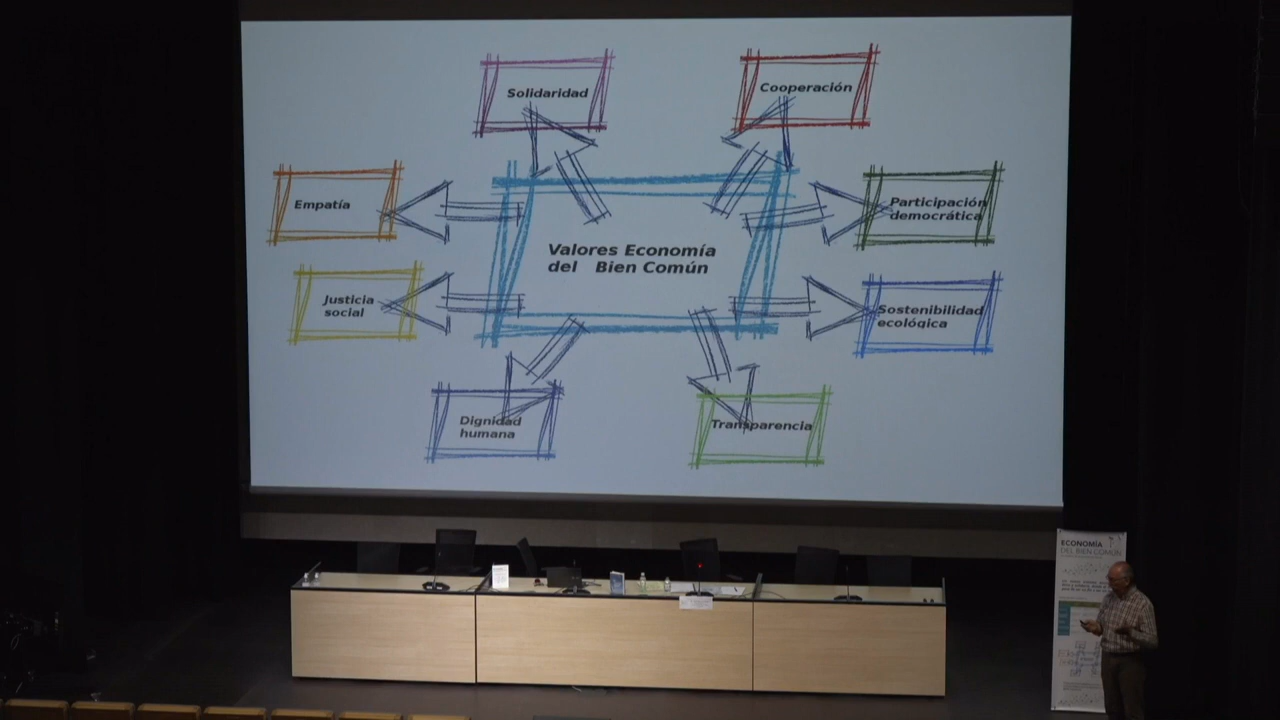 Solidaridad
Cooperación
Empatía
Participación
democrática
Valores Economía
del Bien Común
Justicia
social
Sostenibilidad
ecológica
Dignidad
humana
Transparencia
ECONOMÍA
DEL BIEN COMÚN